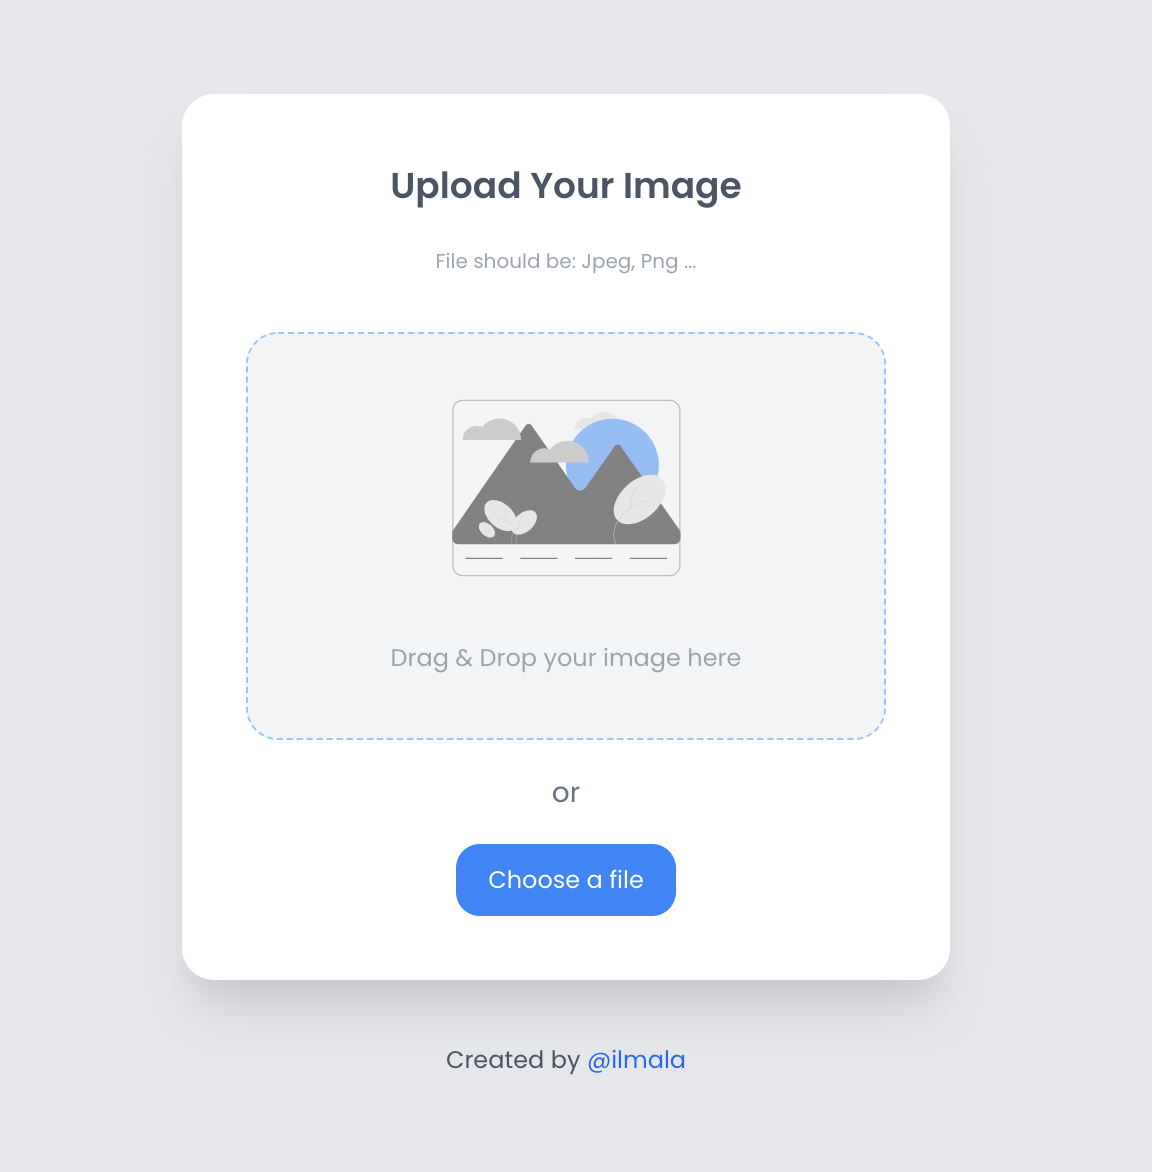 Upload Your Image
File should be: Jpeg, Png ...
Drag & Drop your image here
or
Choose a file
Created by @ilmala